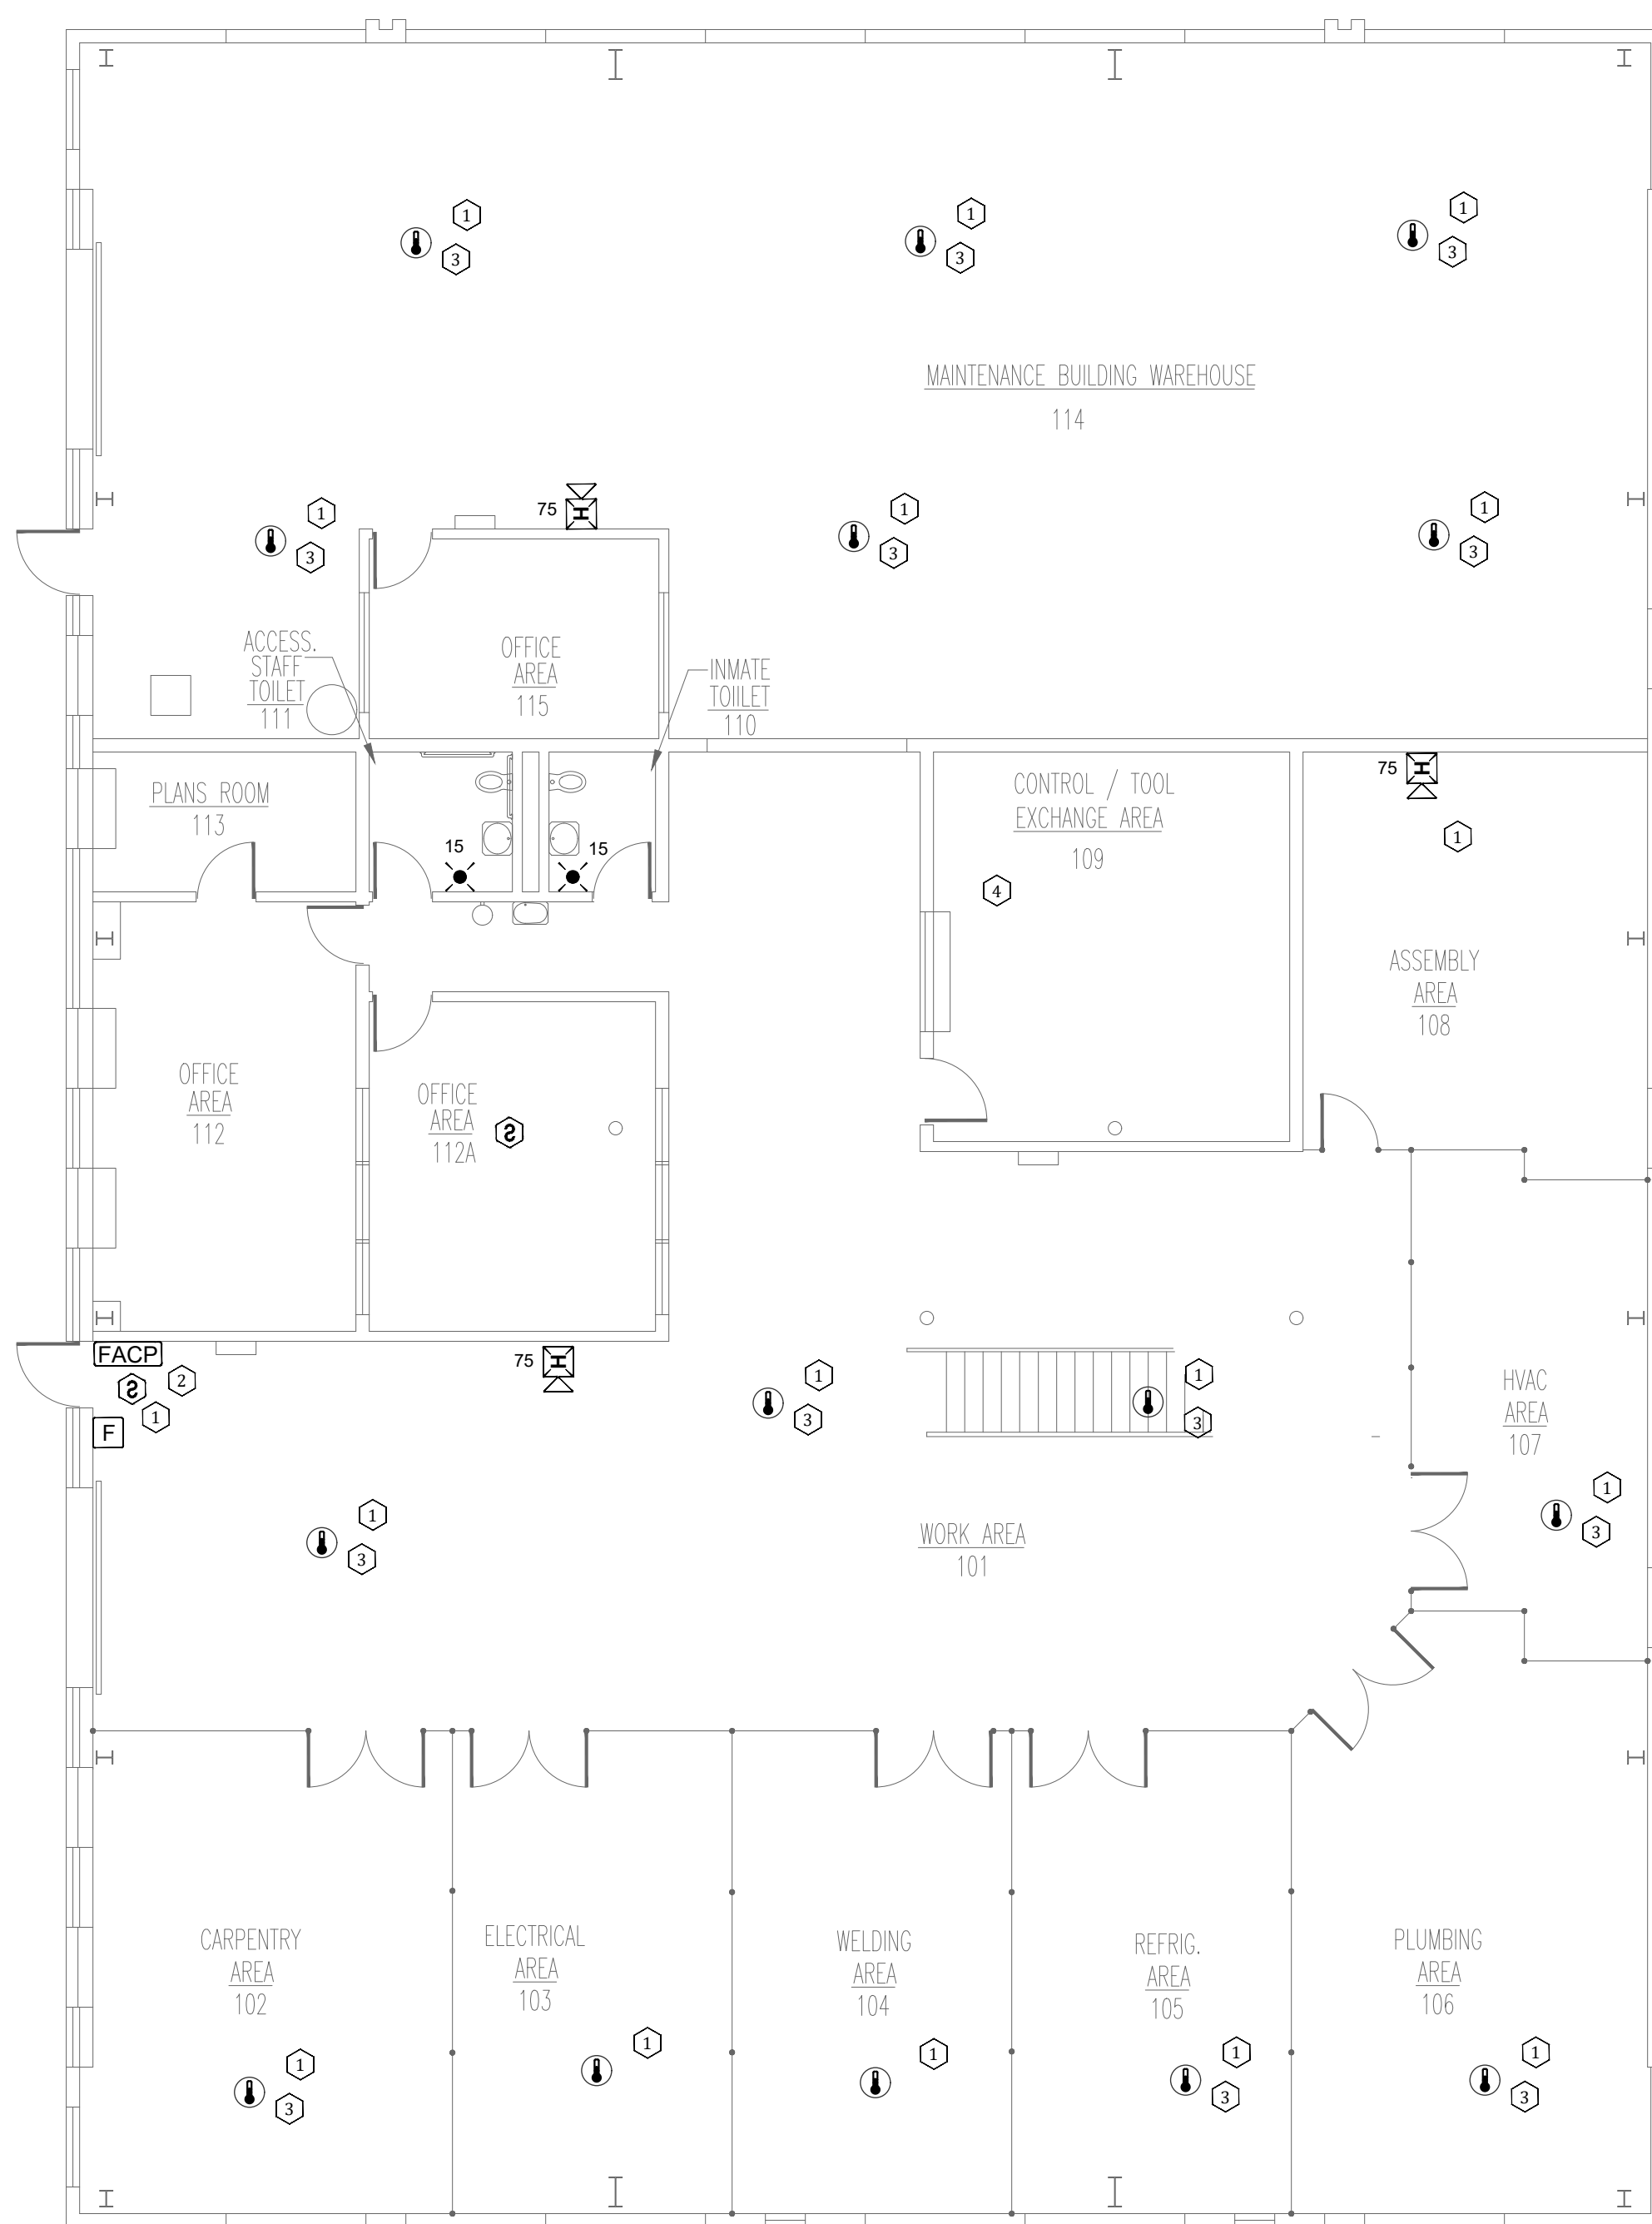 1
3
1
3
1
3
MAINTENANCE BUILDING WAREHOUSE
114
75
H
1
3
1
3
1
3
ACCESS.
STAFF
TOILET
111
OFFICE
AREA
115
INMATE
TOIILET
110
PLANS ROOM
113
15
15
CONTROL / TOOL
EXCHANGE AREA
109
4
75
H
1
ASSEMBLY
AREA
108
OFFICE
AREA
112
OFFICE
AREA
112A
S
FACP
S
2
1
F
75
H
1
3
1
3
HVAC
AREA
107
1
3
1
3
WORK AREA
101
CARPENTRY
AREA
102
1
3
ELECTRICAL
AREA
103
1
WELDING
AREA
104
1
REFRIG.
AREA
105
1
3
PLUMBING
AREA
106
1
3